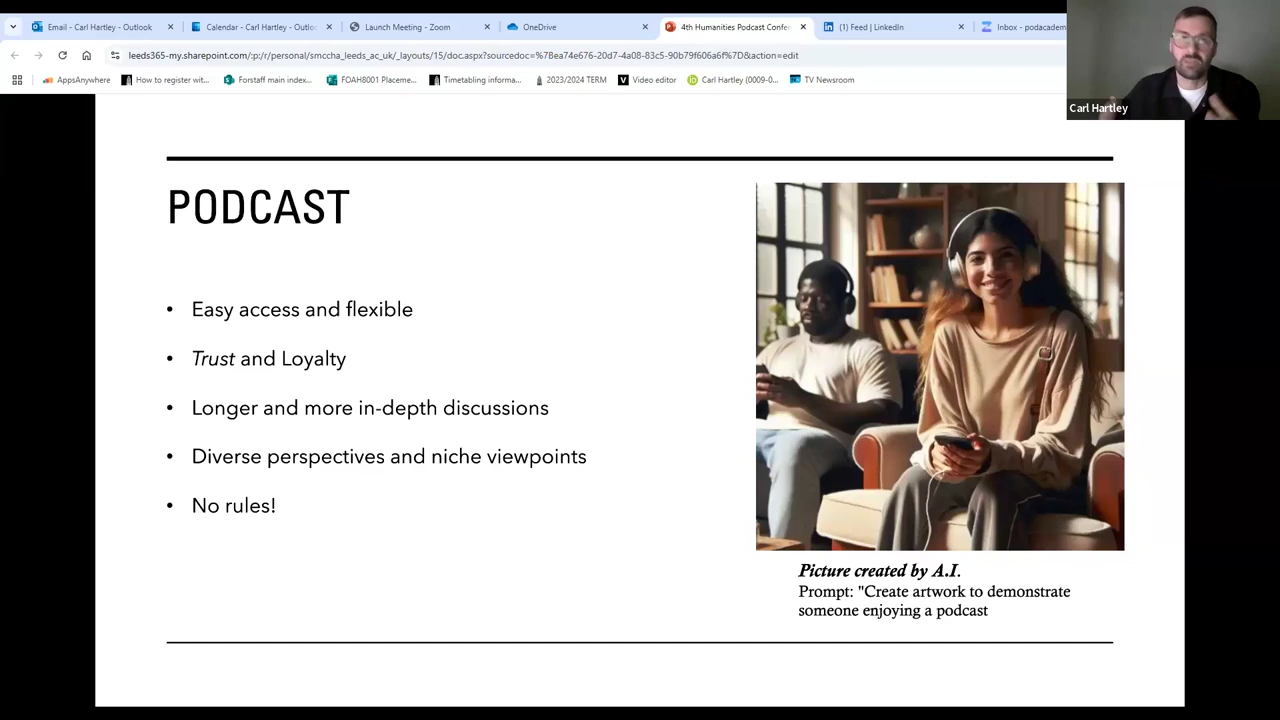 Email - Carl Hartley - Outlook
Calendar - Carl Hartley - Outlo
Launch Meeting - Zoom
OneDrive
4th Humanities Podcast Confe
(1) Feed | LinkedIn
Inbox - podacadem
leeds365-my.sharepoint.com/:p:/r/personal/smccha_leeds_ac_uk/_layouts/15/doc.aspx?sourcedoc=%7Bea74e676-20d7-4a08-83c5-90b79f606a6f%7D&action=edit
AppsAnywhere
How to register wit...
Forstaff main index...
FOAH8001 Placeme...
Timetabling informa...
2023/2024 TERM
Video editor
Carl Hartley (0009-0...
TV Newsroom
Carl Hartley
PODCAST
• Easy access and flexible
• Trust and Loyalty
• Longer and more in-depth discussions
• Diverse perspectives and niche viewpoints
• No rules!
Picture created by A.I.
Prompt: "Create artwork to demonstrate
someone enjoying a podcast